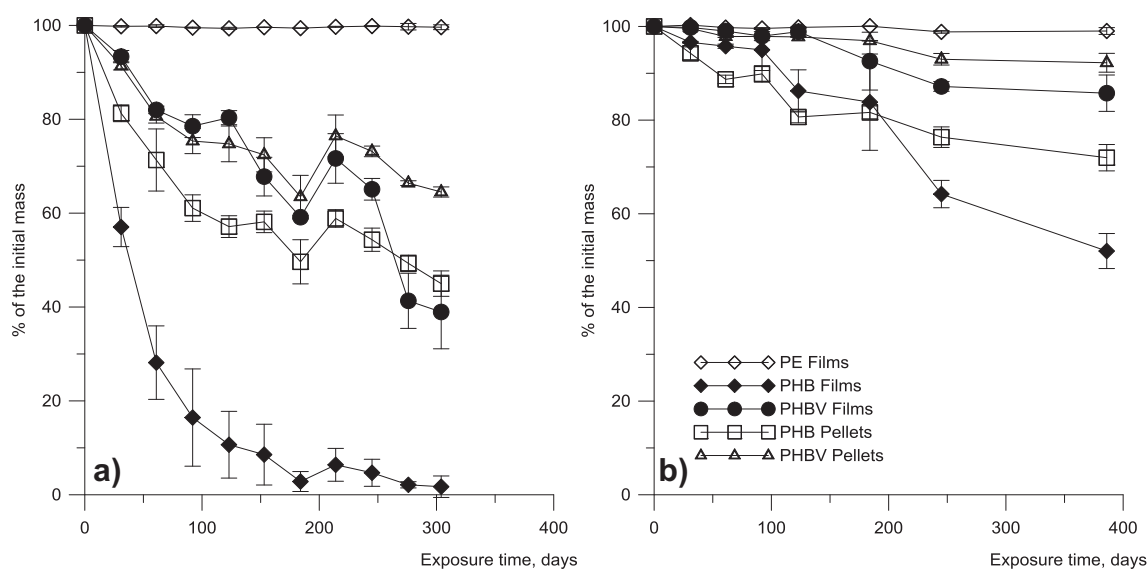 % of the initial mass
100
80
60
40
20
0
a)
0 100 200 300 400
Exposure time, days
% of the initial mass
100
80
60
40
20
0
PE Films
PHB Films
PHBV Films
PHB Pellets
PHBV Pellets
b)
0 100 200 300 400
Exposure time, days